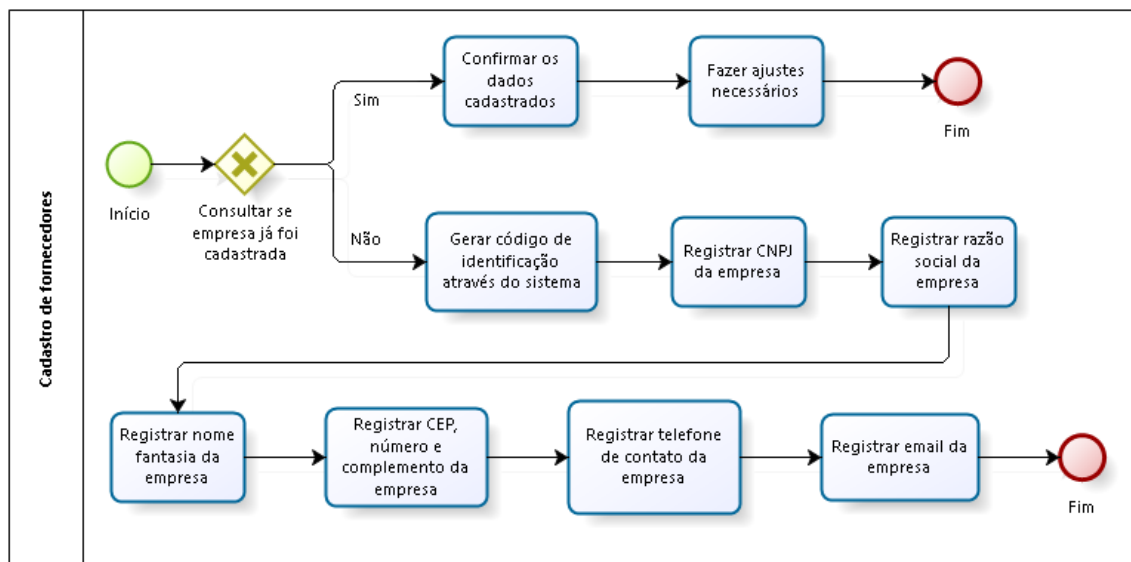 Cadastro de fornecedores
Início
Consultar se
empresa já foi
cadastrada
Sim
Confirmar os
dados
cadastrados
Fazer ajustes
necessários
Fim
Não
Gerar código de
identificação
através do sistema
Registrar CNPJ
da empresa
Registrar razão
social da
empresa
Registrar nome
fantasia da
empresa
Registrar CEP,
número e
complemento da
empresa
Registrar telefone
de contato da
empresa
Registrar email da
empresa
Fim